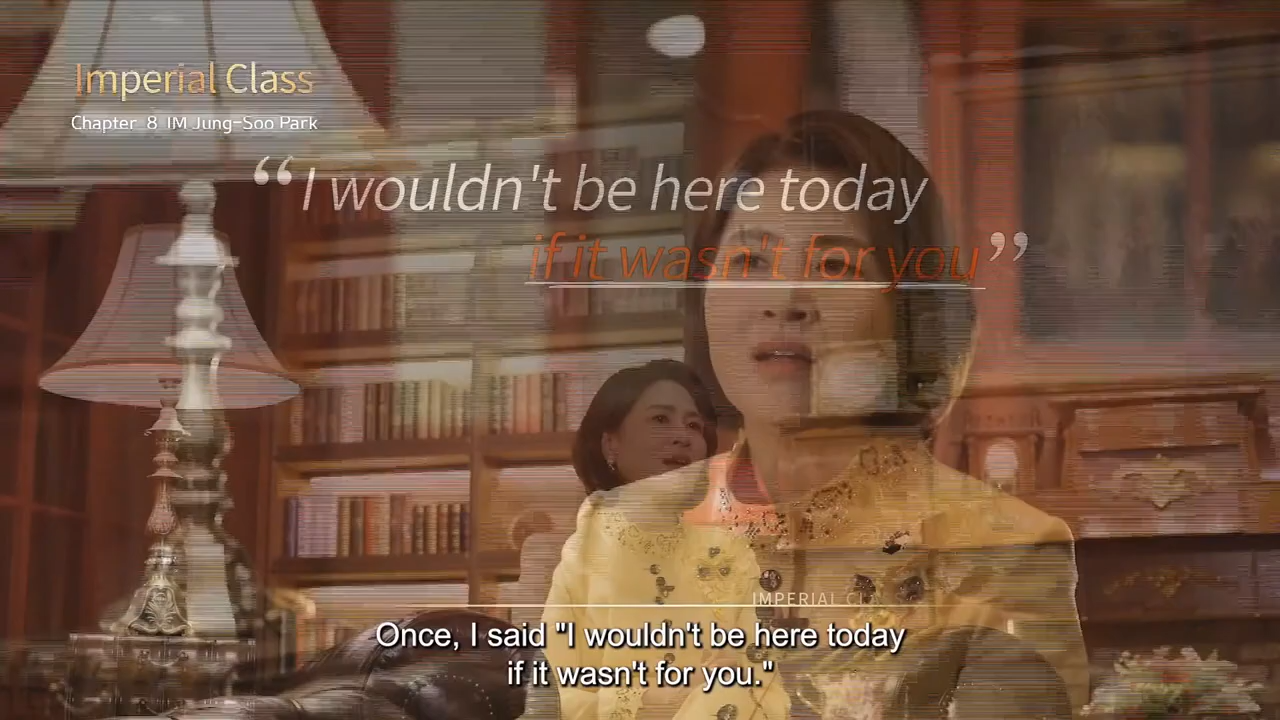 Imperial Class
Chapter 8 IM Jung-Soo Park
“I wouldn't be here today
if it wasn't for you”
IMPERIAL
Once, I said "I wouldn't be here today
if it wasn't for you."